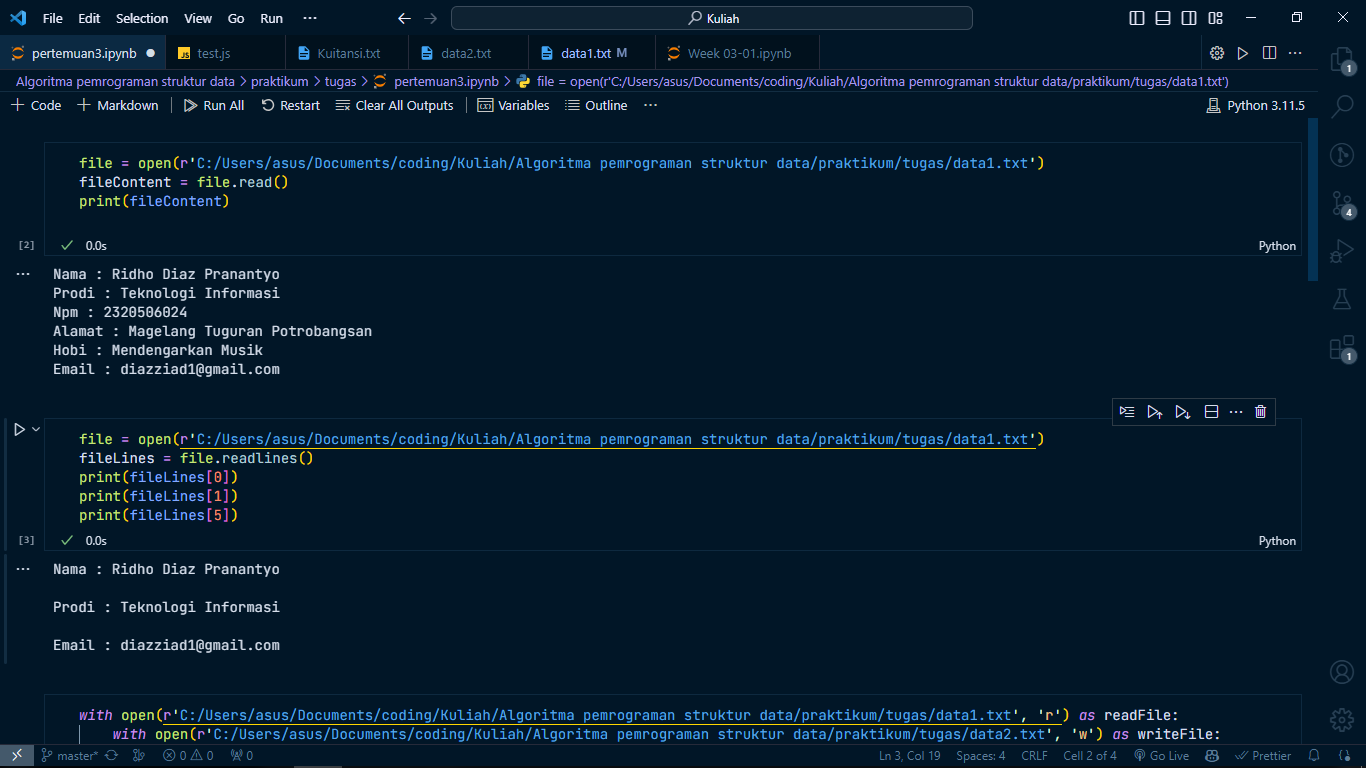 File Edit Selection View Go Run ··· Kuliah
pertemuan3.ipynb test.js Kuitansi.txt data2.txt data1.txt M Week 03-01.ipynb
Algoritma pemrograman struktur data > praktikum > tugas > pertemuan3.ipynb > file = open(r'C:/Users/asus/Documents/coding/Kuliah/Algoritma pemrograman struktur data/praktikum/tugas/data1.txt')
+ Code + Markdown Run All Restart Clear All Outputs Variables Outline ··· Python 3.11.5
file = open(r'C:/Users/asus/Documents/coding/Kuliah/Algoritma pemrograman struktur data/praktikum/tugas/data1.txt')
fileContent = file.read()
print(fileContent)
[2] 0.0s Python
Nama : Ridho Diaz Pranantyo
Prodi : Teknologi Informasi
Npm : 2320506024
Alamat : Magelang Tuguran Potrobangsan
Hobi : Mendengarkan Musik
Email : diazziad1@gmail.com
file = open(r'C:/Users/asus/Documents/coding/Kuliah/Algoritma pemrograman struktur data/praktikum/tugas/data1.txt')
fileLines = file.readlines()
print(fileLines[0])
print(fileLines[1])
print(fileLines[5])
[3] 0.0s Python
Nama : Ridho Diaz Pranantyo
Prodi : Teknologi Informasi
Email : diazziad1@gmail.com
with open(r'C:/Users/asus/Documents/coding/Kuliah/Algoritma pemrograman struktur data/praktikum/tugas/data1.txt', 'r') as readFile:
with open(r'C:/Users/asus/Documents/coding/Kuliah/Algoritma pemrograman struktur data/praktikum/tugas/data2.txt', 'w') as writeFile:
master* 0 0 0 Ln 3, Col 19 Spaces: 4 CRLF Cell 2 of 4 Go Live Prettier
1
4
1